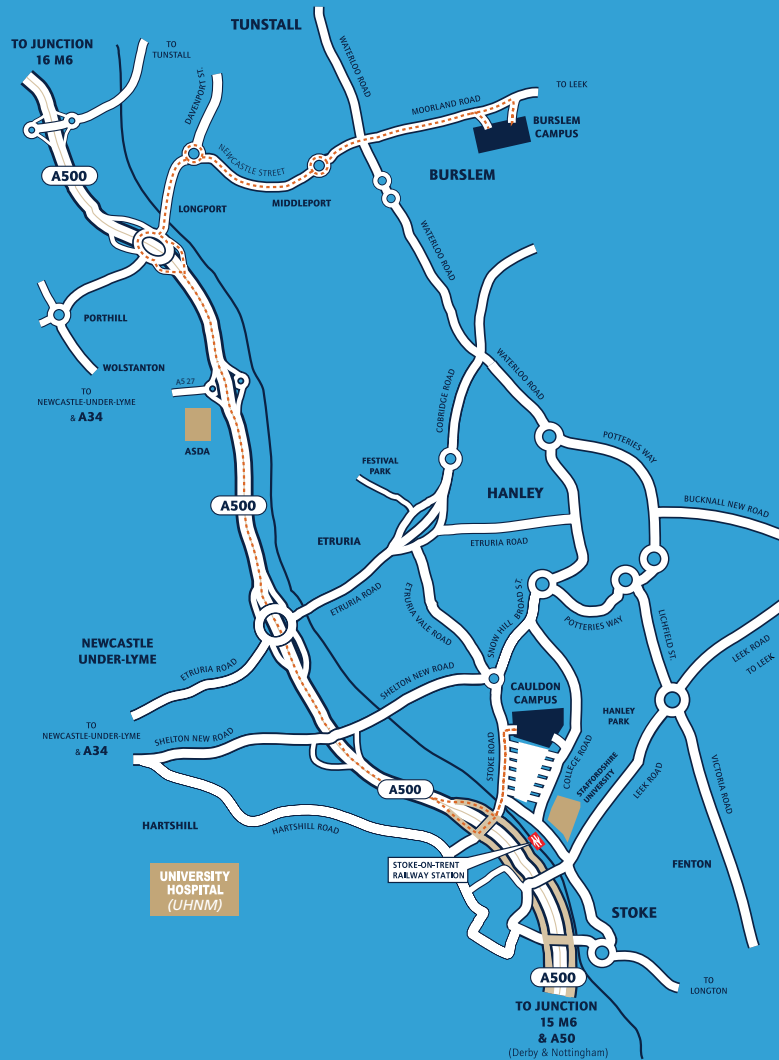 TUNSTALL
TO JUNCTION
16 M6
TO
TUNSTALL
WATERLOO ROAD
DAVENPORT ST.
MOORLAND ROAD
TO LEEK
BURSLEM
CAMPUS
NEWCASTLE STREET
A500
BURSLEM
LONGPORT
MIDDLEPORT
WATERLOO ROAD
PORTHILL
WOLSTANTON
A5 27
TO
NEWCASTLE-UNDER-LYME
& A34
ASDA
COBRIDGE ROAD
WATERLOO ROAD
POTTERIES WAY
FESTIVAL
PARK
HANLEY
A500
BUCKNALL NEW ROAD
ETRURIA
ETRURIA ROAD
ETRURIA ROAD
ETRURIA VALE ROAD
SNOW HILL
BROAD ST.
POTTERIES WAY
LICHFIELD ST.
LEEK ROAD
TO LEEK
NEWCASTLE
UNDER-LYME
ETRURIA ROAD
SHELTON NEW ROAD
CAULDON
CAMPUS
HANLEY
PARK
TO
NEWCASTLE-UNDER-LYME
& A34
SHELTON NEW ROAD
STOKE ROAD
COLLEGE ROAD
STAFFORDSHIRE
UNIVERSITY
LEEK ROAD
VICTORIA ROAD
A500
HARTSHILL
HARTSHILL ROAD
STOKE-ON-TRENT
RAILWAY STATION
FENTON
UNIVERSITY
HOSPITAL
(UHNM)
STOKE
A500
TO
LONGTON
TO JUNCTION
15 M6
& A50
(Derby & Nottingham)